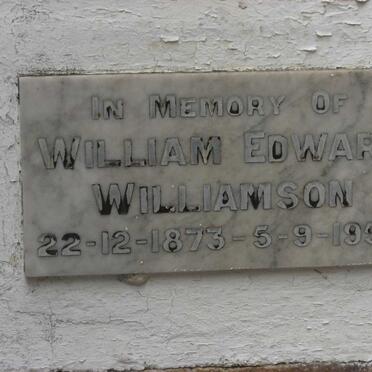 IN MEMORY OF
WILLIAM EDWAR
WILLIAMSON
22-12-1873-5-9-19